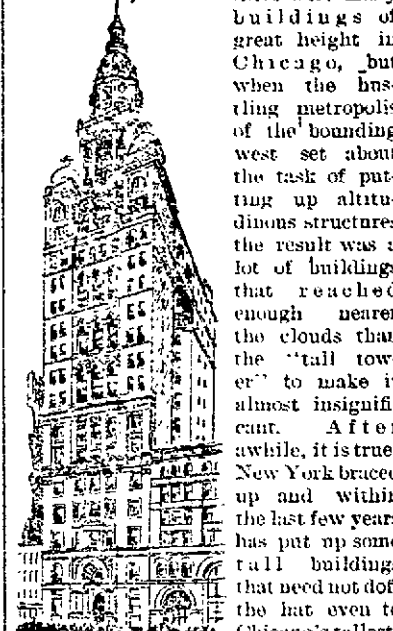 buildings of
great height in
Chicago, but
when the hus-
tling metropolis
of the bounding
west set about
the task of put-
ting up altitu-
dinous structures
the result was a
lot of buildings
that reached
enough nearer
the clouds than
the "tall tow-
er" to make it
almost insignifi-
cant. After
awhile, it is true,
New York braced
up and within
the last few years
has put up some
tall buildings
that need not doff
the hat even to
Chicago's tallest.